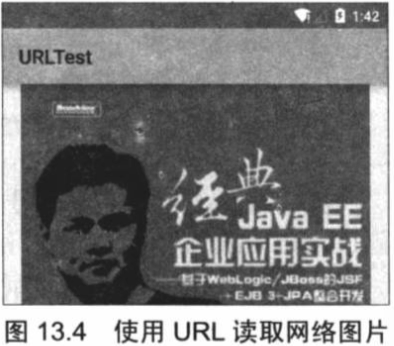 1:42
URLTest
Broadview
经典
Java EE
企业应用实战
——基于WebLogic/JBoss的JSF
+EJB 3+JPA整合开发
图 13.4 使用 URL 读取网络图片